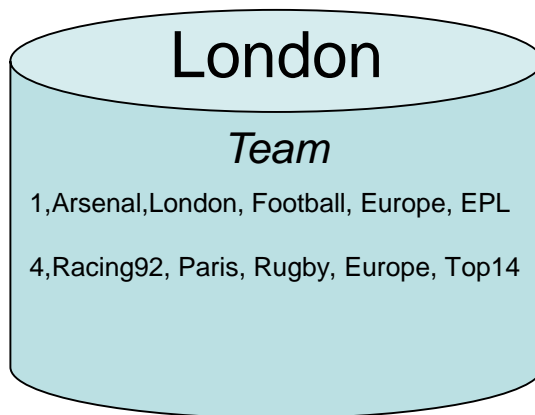 London
Team
1,Arsenal,London, Football, Europe, EPL
4,Racing92, Paris, Rugby, Europe, Top14